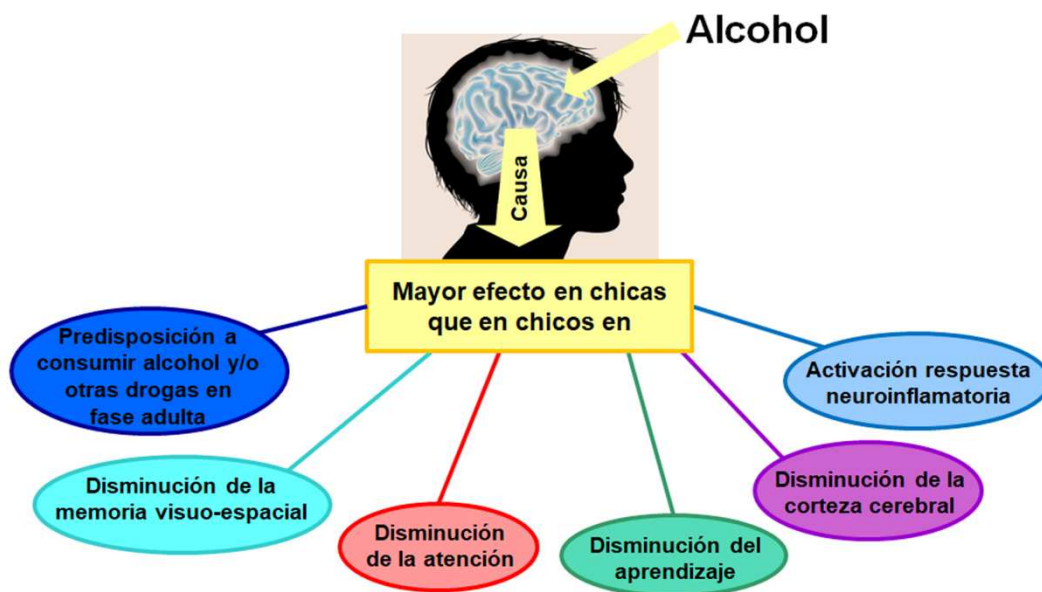 Alcohol
Causa
Mayor efecto en chicas
que en chicos en
Predisposición a
consumir alcohol y/o
otras drogas en
fase adulta
Disminución de la
memoria visuo-espacial
Disminución
de la atención
Disminución del
aprendizaje
Disminución de la
corteza cerebral
Activación respuesta
neuroinflamatoria